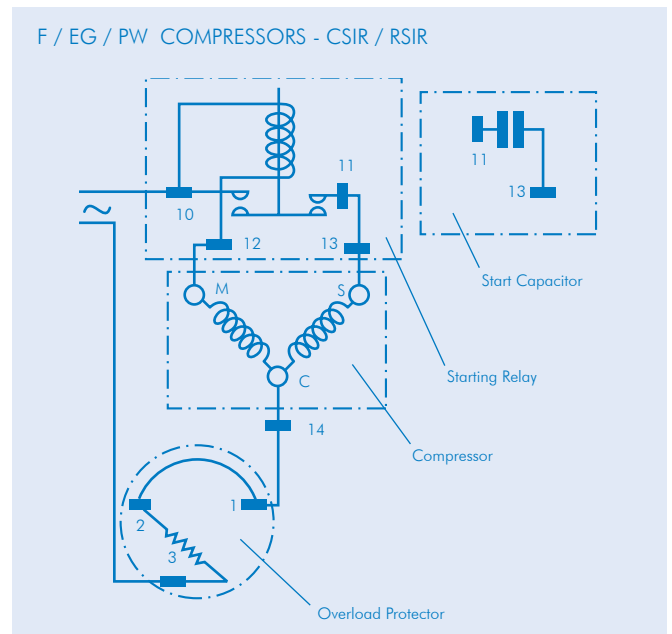 F / EG / PW COMPRESSORS - CSIR / RSIR
11
11
13
10
12
13
Start Capacitor
M
S
Starting Relay
C
14
Compressor
1
2
3
Overload Protector